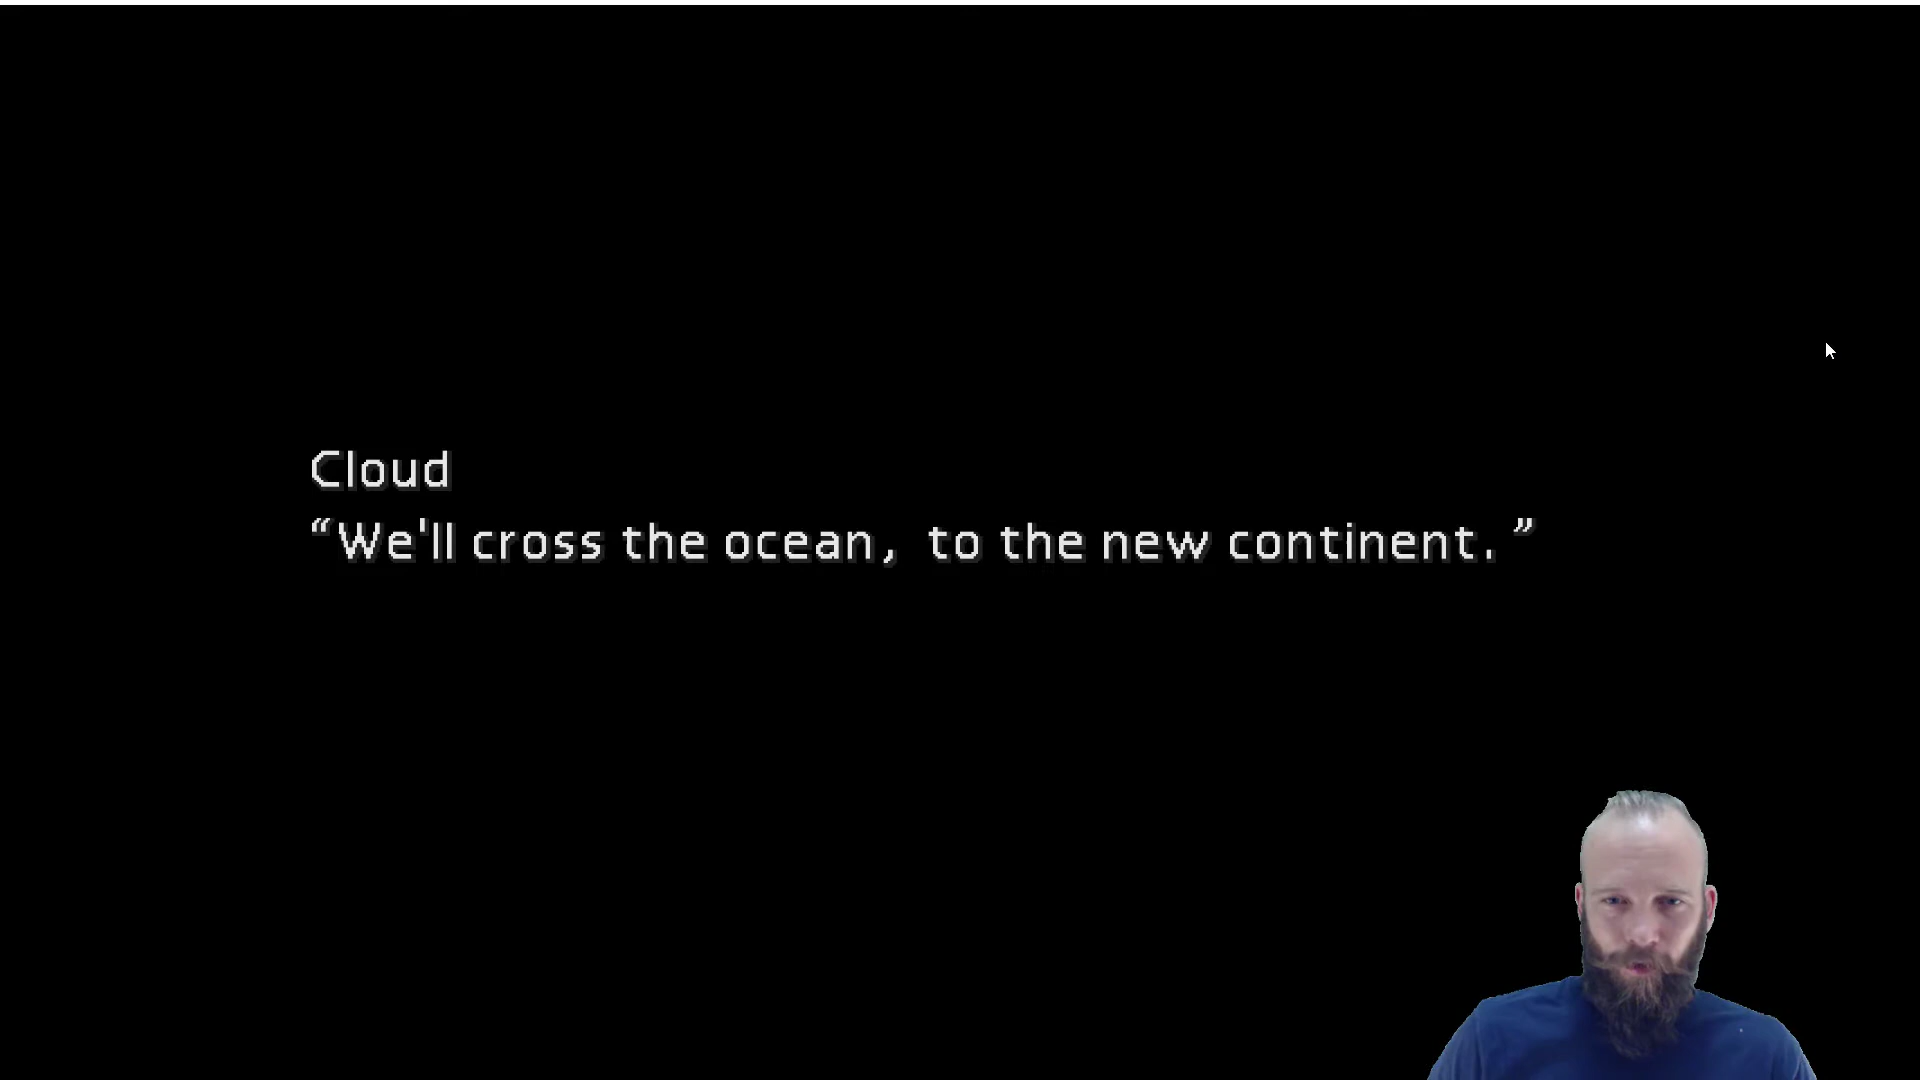 Cloud
“We'll cross the ocean, to the new continent.”